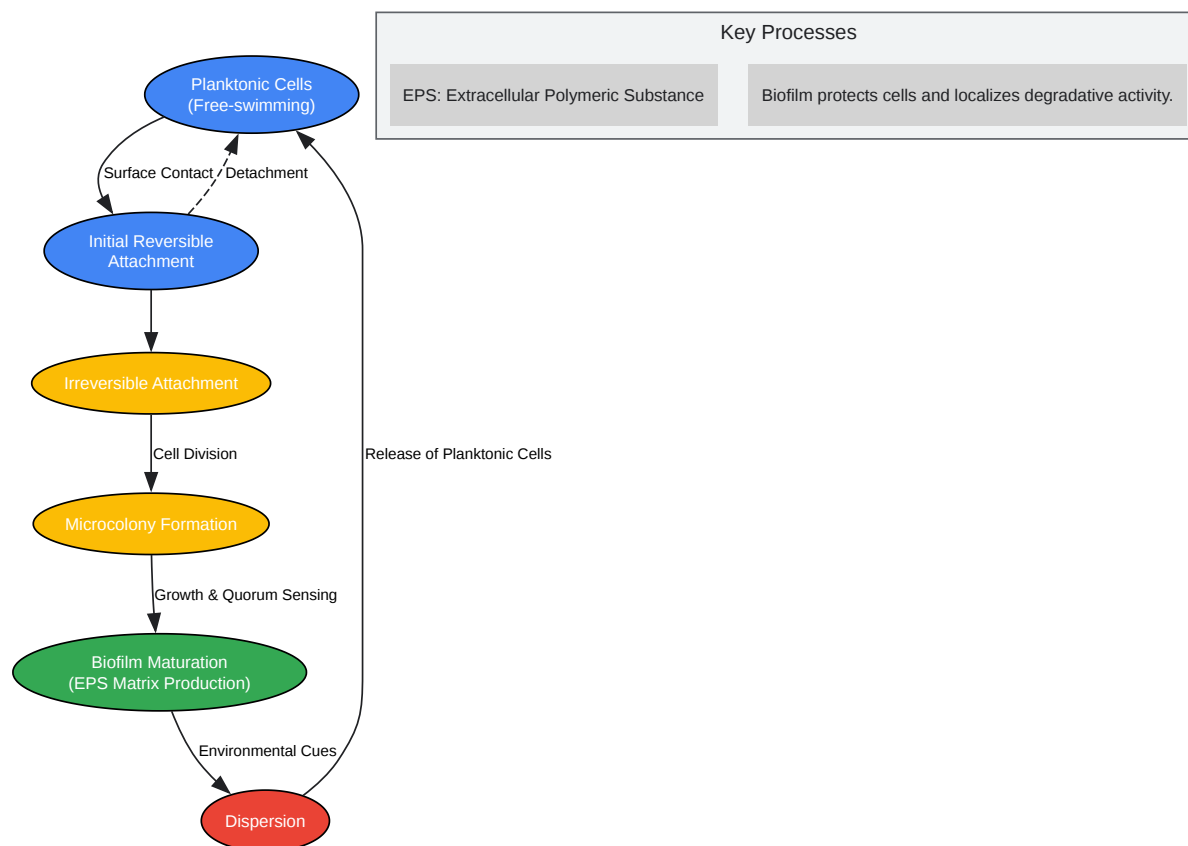 Key Processes
EPS: Extracellular Polymeric Substance
Biofilm protects cells and localizes degradative activity.
Planktonic Cells
(Free-swimming)
Surface Contact
Detachment
Initial Reversible
Attachment
Irreversible Attachment
Cell Division
Release of Planktonic Cells
Microcolony Formation
Growth & Quorum Sensing
Biofilm Maturation
(EPS Matrix Production)
Environmental Cues
Dispersion